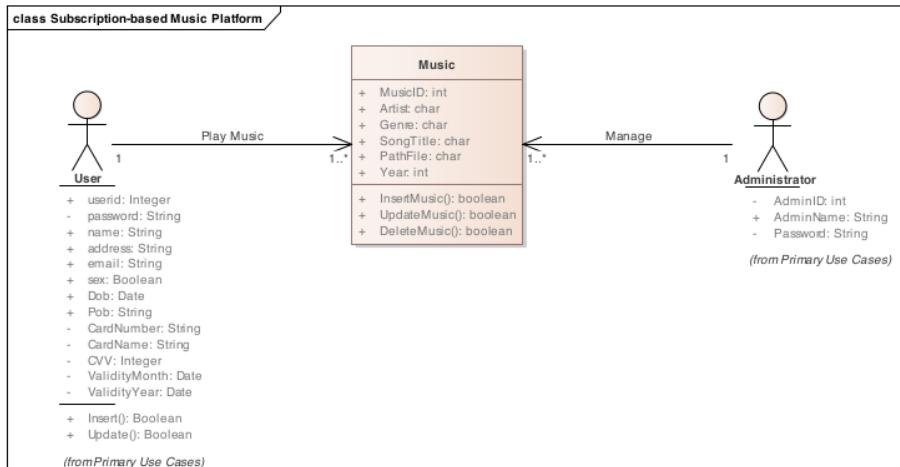 class Subscription-based Music Platform
Music
+ MusicID: int
+ Artist: char
+ Genre: char
+ SongTitle: char
+ PathFile: char
+ Year: int
+ InsertMusic(): boolean
+ UpdateMusic(): boolean
+ DeleteMusic(): boolean
Play Music
1
1..*
Manage
1..*
1
User
+ userid: Integer
- password: String
+ name: String
+ address: String
+ email: String
+ sex: Boolean
+ Dob: Date
+ Pob: String
- CardNumber: String
- CardName: String
- CVV: Integer
- ValidityMonth: Date
- ValidityYear: Date
+ Insert(): Boolean
+ Update(): Boolean
(from Primary Use Cases)
Administrator
- AdminID: int
+ AdminName: String
- Password: String
(from Primary Use Cases)